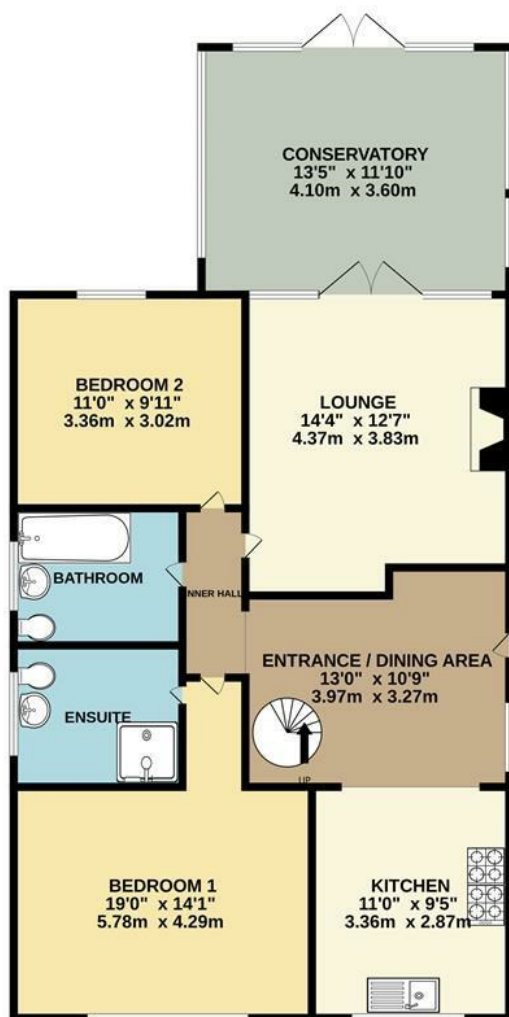 CONSERVATORY
13'5" x 11'10"
4.10m x 3.60m
BEDROOM 2
11'0" x 9'11"
3.36m x 3.02m
LOUNGE
14'4" x 12'7"
4.37m x 3.83m
BATHROOM
NNER HALL
ENTRANCE / DINING AREA
13'0" x 10'9"
3.97m x 3.27m
ENSUITE
UP
BEDROOM 1
19'0" x 14'1"
5.78m x 4.29m
KITCHEN
11'0" x 9'5"
3.36m x 2.87m